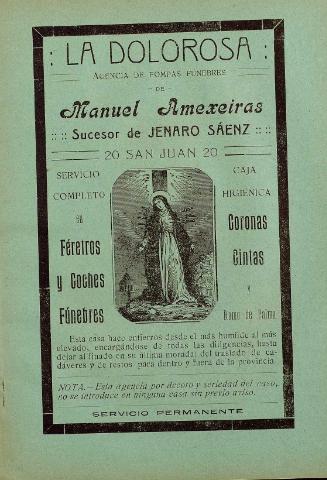 : LA DOLOROSA :
AGENCIA DE POMPAS FÚNEBRES
DE
Manuel Amexeiras
:: :: Sucesor de JENARO SÁENZ :: ::
20 SAN JUAN 20
SERVICIO
COMPLETO
EN
Féretros
y Coches
Fúnebres
CAJA
HIGIÉNICA
Coronas
Cintas
Y
Ramo de Palma
Esta casa hace entierros desde el más humilde al más
elevado, encargándose de todas las diligencias, hasta
dejar al finado en su última morada; del traslado de ca-
dáveres y de restos para dentro y fuera de la provincia.
NOTA.—Esta agencia por decoro y seriedad del caso,
no se introduce en ninguna casa sin previo aviso.
SERVICIO PERMANENTE